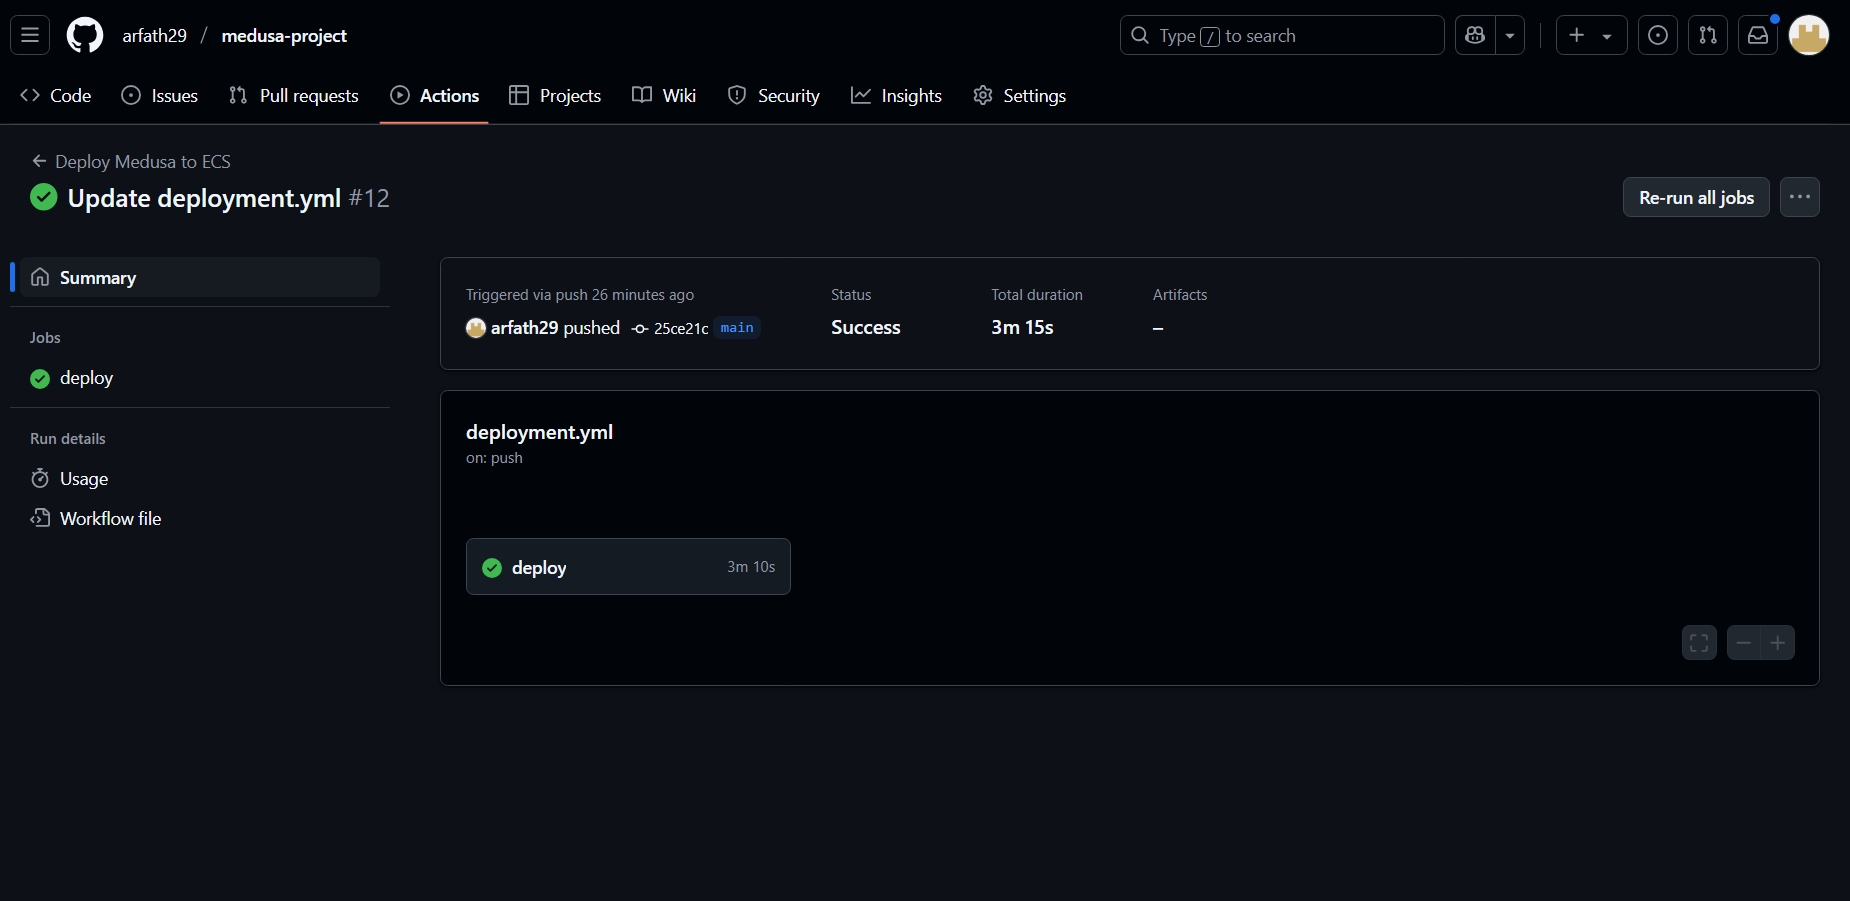 arfath29 / medusa-project
Type / to search
Code Issues Pull requests Actions Projects Wiki Security Insights Settings
Deploy Medusa to ECS
Update deployment.yml #12
Re-run all jobs
Summary
Jobs
deploy
Run details
Usage
Workflow file
Triggered via push 26 minutes ago
arfath29 pushed 25ce21c main
Status
Success
Total duration
3m 15s
Artifacts
–
deployment.yml
on: push
deploy 3m 10s